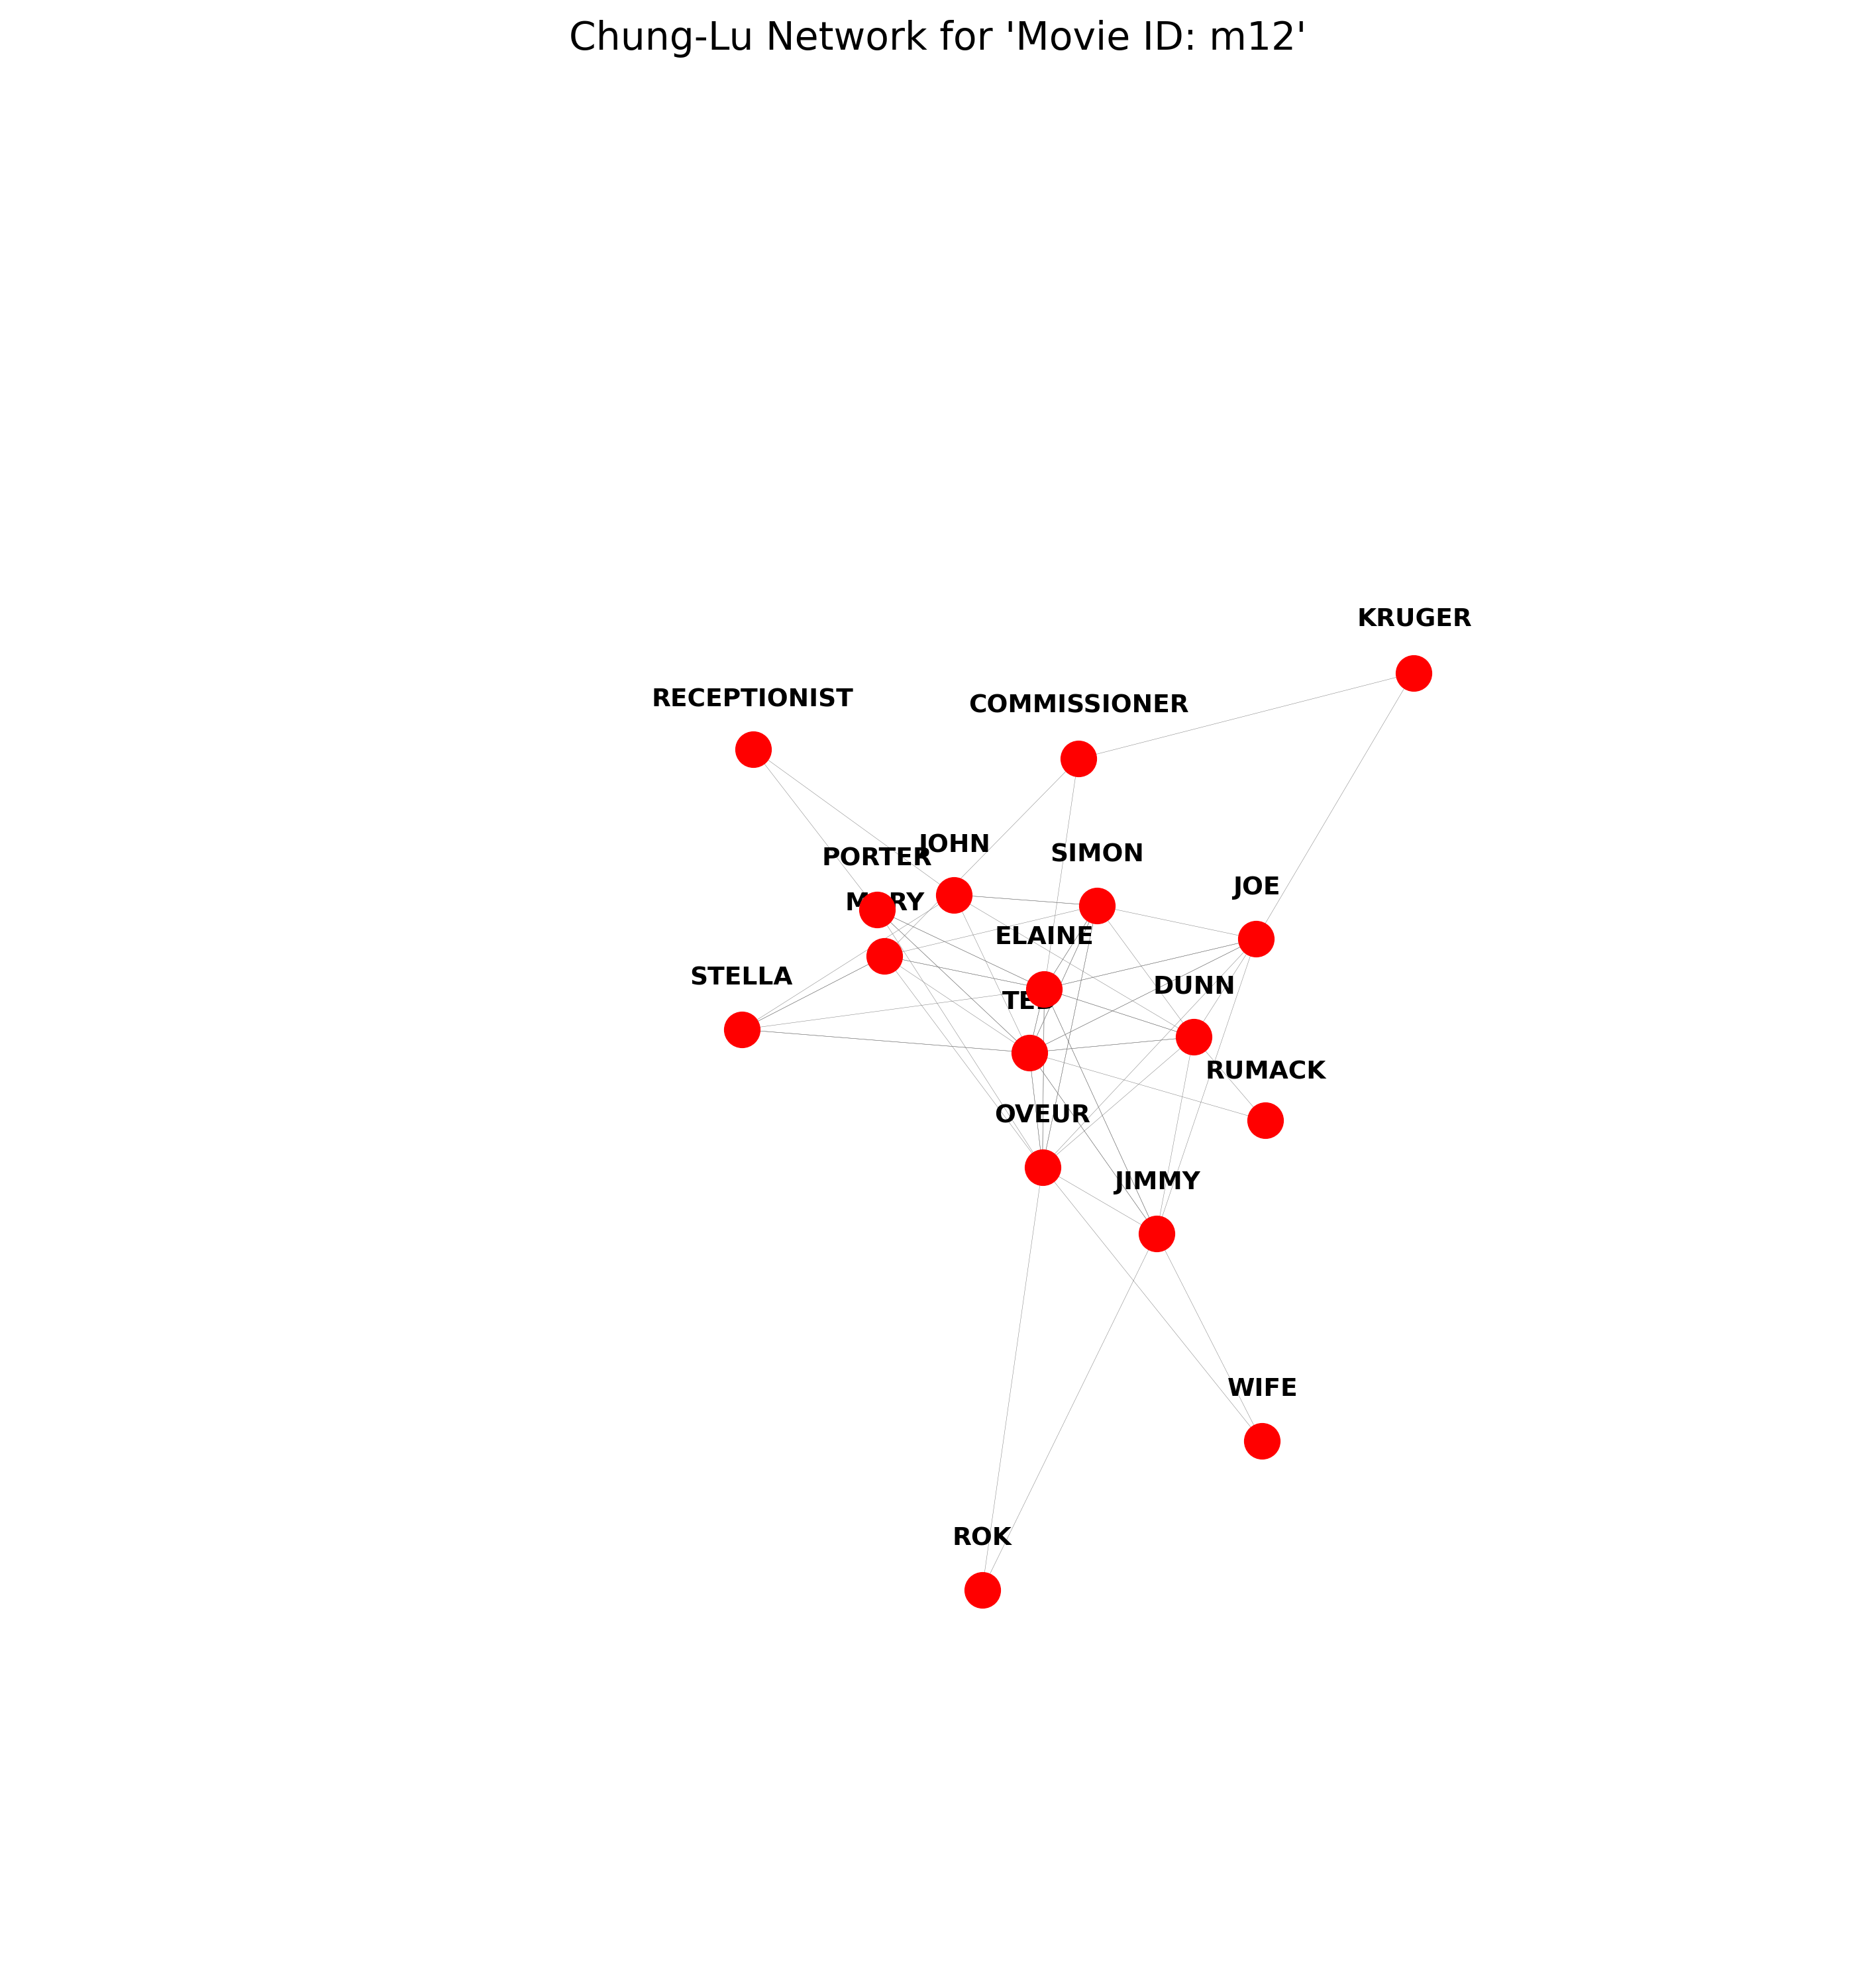 Chung-Lu Network for 'Movie ID: m12'
KRUGER
RECEPTIONIST
COMMISSIONER
JOHN
SIMON
PORTER
JOE
ELAINE
STELLA
DUNN
RUMACK
OVEUR
JIMMY
WIFE
ROK